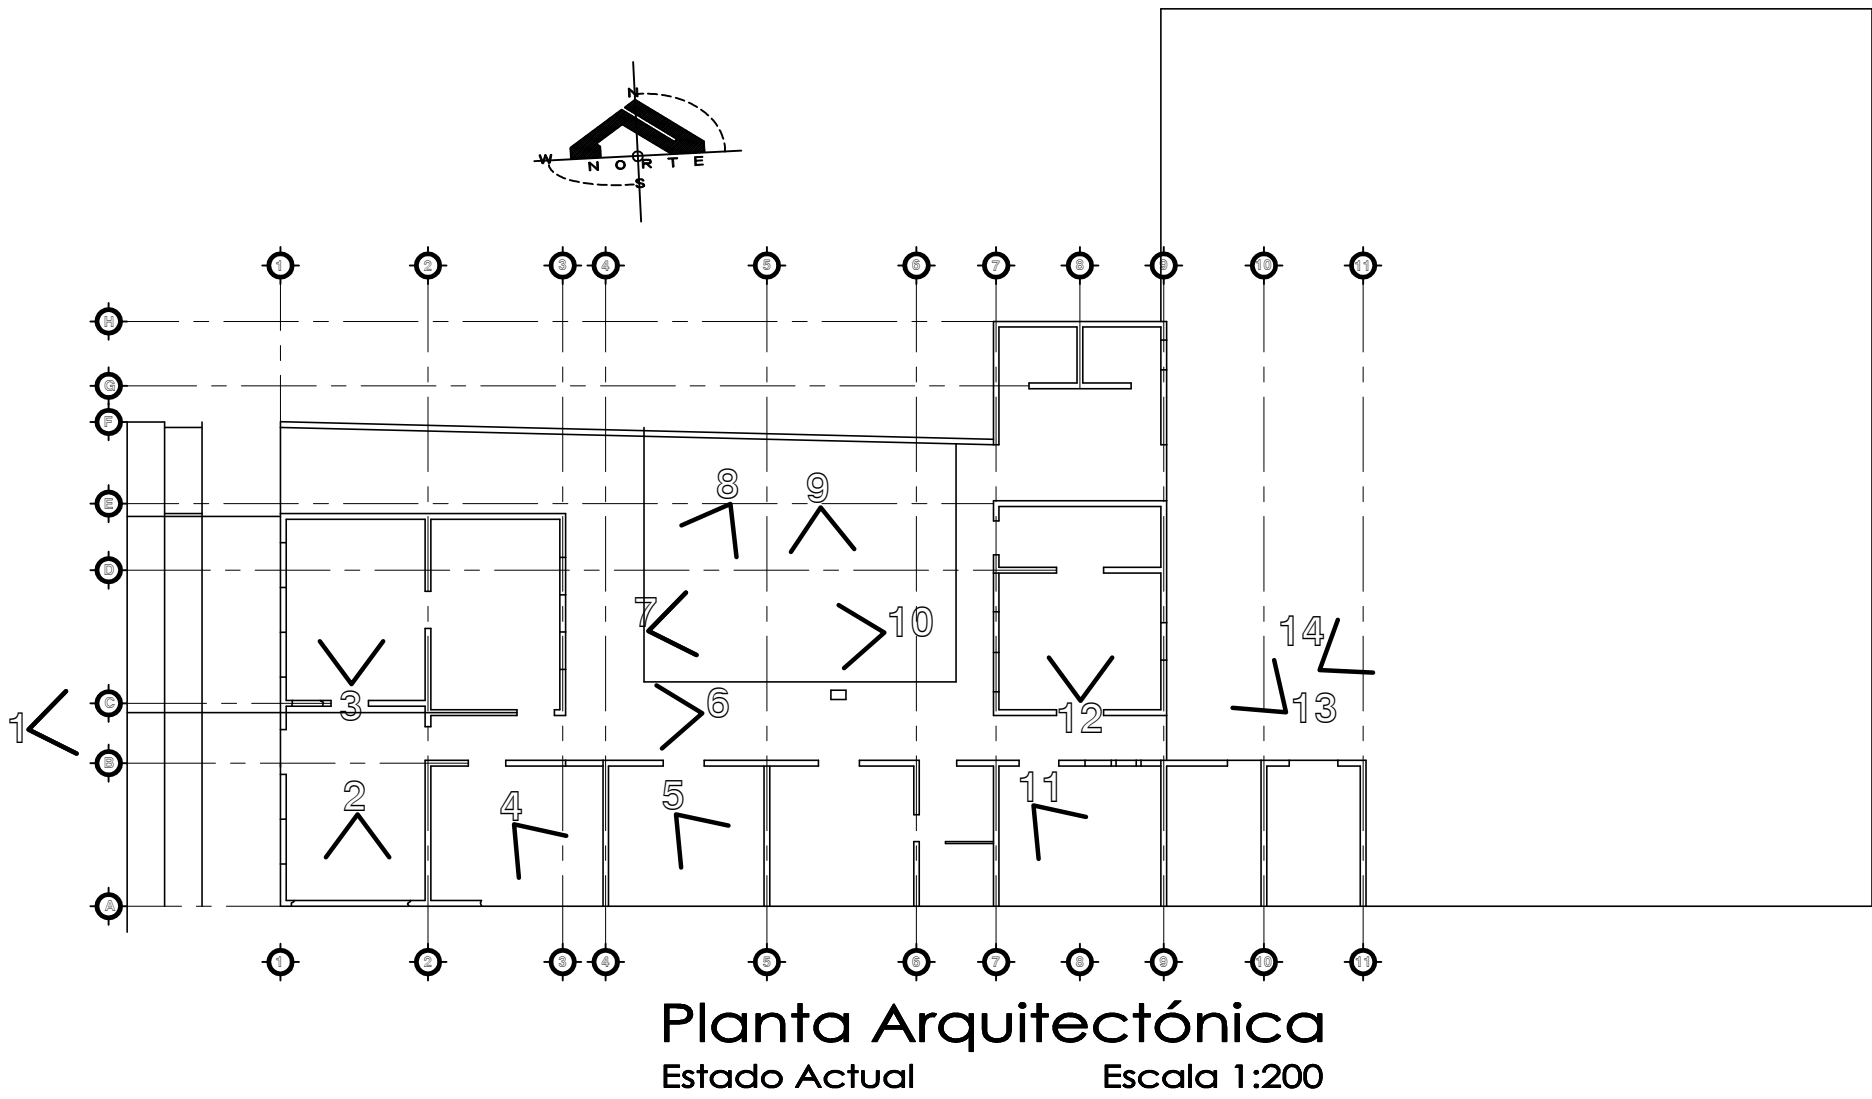 N
W
N O R T E
S
1 2 3 4 5 6 7 8 9 10 11
H
G
F
E
D
C
B
A
8 9
7 10
14
3 6 12 13
1
2 4 5 11
1 2 3 4 5 6 7 8 9 10 11
Planta Arquitectónica
Estado Actual Escala 1:200